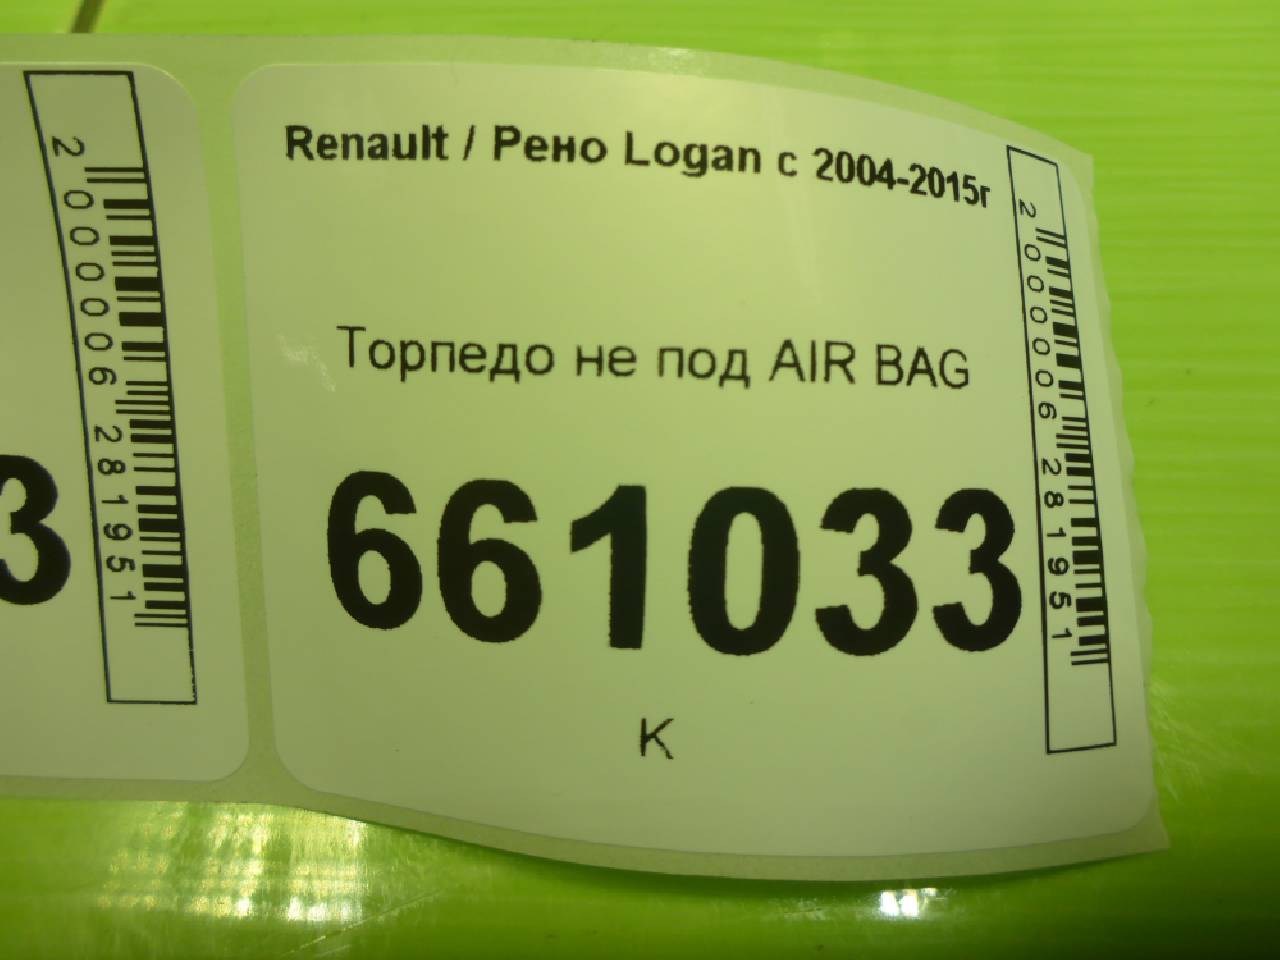 2000006281951
3
Renault / Рено Logan с 2004-2015г
Торпедо не под AIR BAG
661033
К
2000006281951